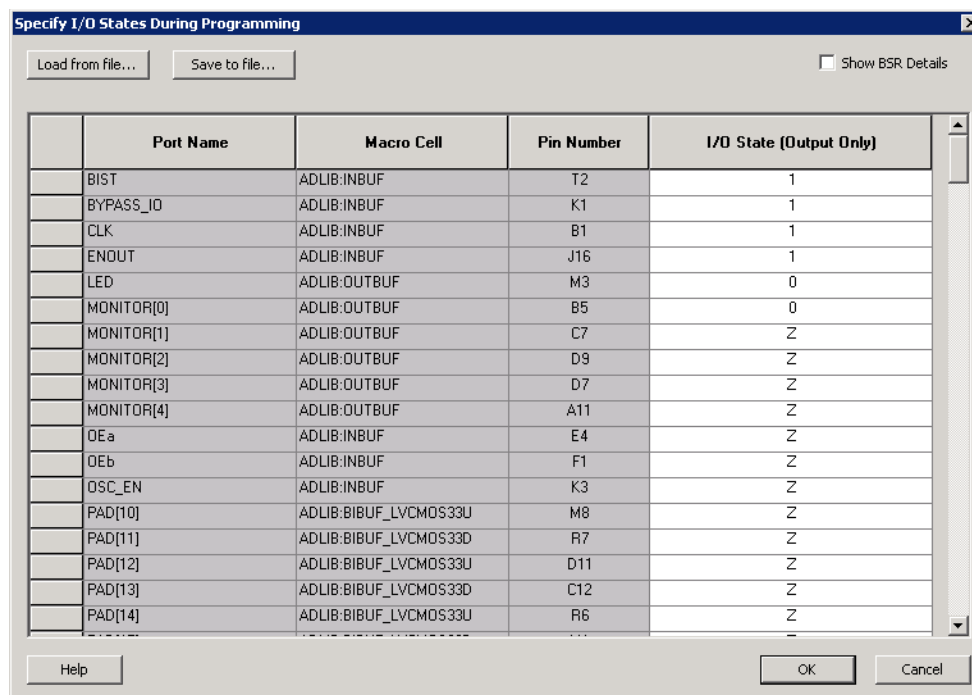 Specify I/O States During Programming
Load from file... Save to file... Show BSR Details
Port Name Macro Cell Pin Number I/O State (Output Only)
BIST ADLIB:INBUF T2 1
BYPASS_IO ADLIB:INBUF K1 1
CLK ADLIB:INBUF B1 1
ENOUT ADLIB:INBUF J16 1
LED ADLIB:OUTBUF M3 0
MONITOR[0] ADLIB:OUTBUF B5 0
MONITOR[1] ADLIB:OUTBUF C7 Z
MONITOR[2] ADLIB:OUTBUF D9 Z
MONITOR[3] ADLIB:OUTBUF D7 Z
MONITOR[4] ADLIB:OUTBUF A11 Z
OEa ADLIB:INBUF E4 Z
OEb ADLIB:INBUF F1 Z
OSC_EN ADLIB:INBUF K3 Z
PAD[10] ADLIB:BIBUF_LVCMOS33U M8 Z
PAD[11] ADLIB:BIBUF_LVCMOS33D R7 Z
PAD[12] ADLIB:BIBUF_LVCMOS33U D11 Z
PAD[13] ADLIB:BIBUF_LVCMOS33D C12 Z
PAD[14] ADLIB:BIBUF_LVCMOS33U R6 Z
Help OK Cancel